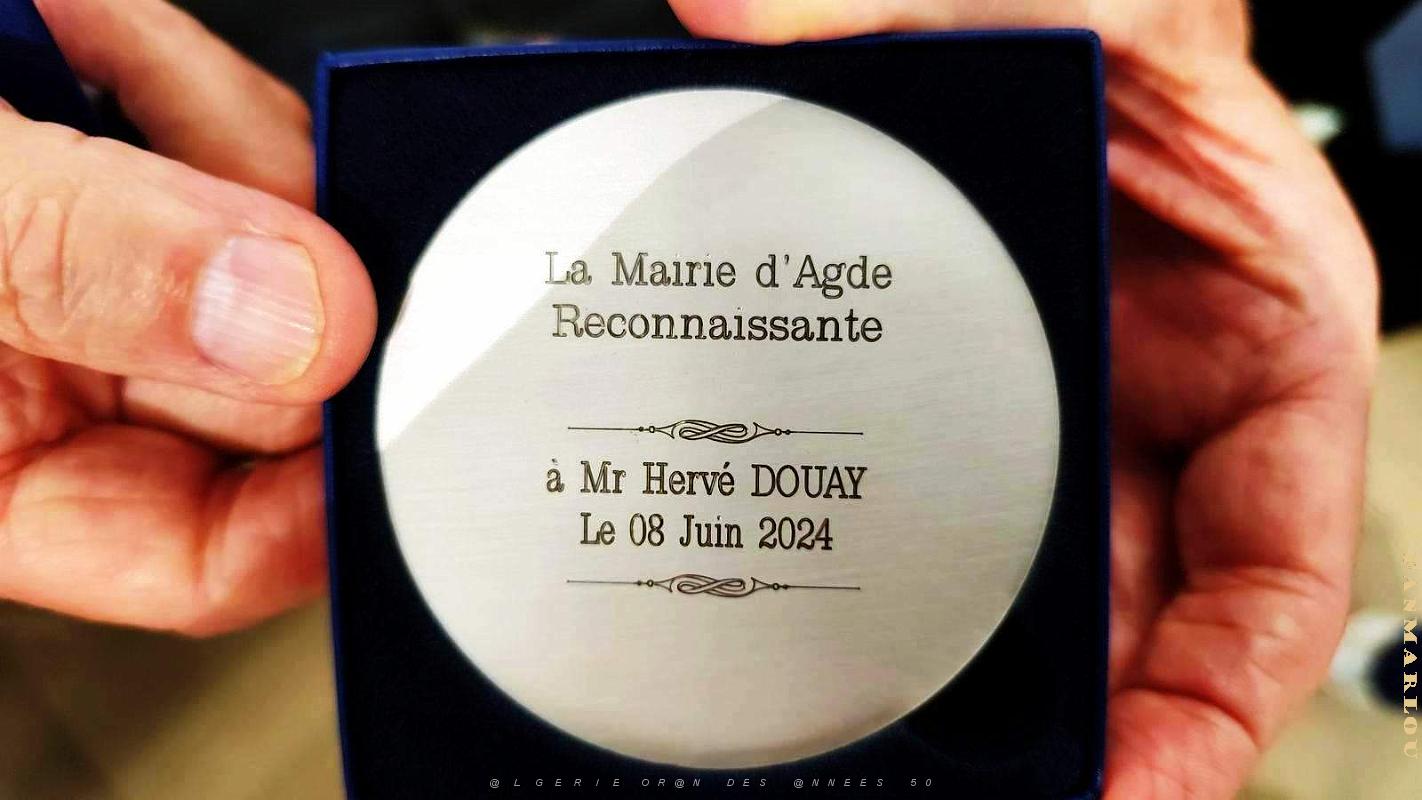 La Mairie d'Agde
Reconnaissante
à Mr Hervé DOUAY
Le 08 Juin 2024
@LGERIE OR@N DES @NNEES 50